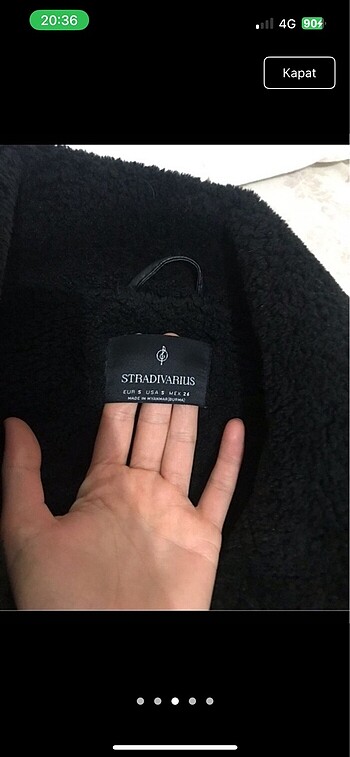 20:36
4G
90
Kapat
STRADIVARIUS
EUR S USA S MEX 26
MADE IN MYANMAR(BURMA)